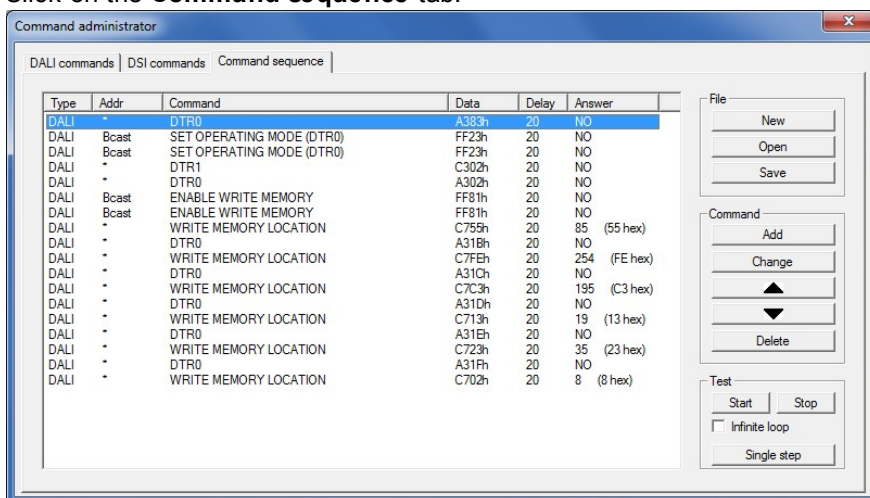 Click on the Command sequence tab.
Command administrator
DALI commands DSI commands Command sequence
Type Addr Command Data Delay Answer
DALI * DTR0 A383h 20 NO
DALI Bcast SET OPERATING MODE (DTR0) FF23h 20 NO
DALI Bcast SET OPERATING MODE (DTR0) FF23h 20 NO
DALI * DTR1 C302h 20 NO
DALI * DTR0 A302h 20 NO
DALI Bcast ENABLE WRITE MEMORY FF81h 20 NO
DALI Bcast ENABLE WRITE MEMORY FF81h 20 NO
DALI * WRITE MEMORY LOCATION C755h 20 85 (55 hex)
DALI * DTR0 A31Bh 20 NO
DALI * WRITE MEMORY LOCATION C7FEh 20 254 (FE hex)
DALI * DTR0 A31Ch 20 NO
DALI * WRITE MEMORY LOCATION C7C3h 20 195 (C3 hex)
DALI * DTR0 A31Dh 20 NO
DALI * WRITE MEMORY LOCATION C713h 20 19 (13 hex)
DALI * DTR0 A31Eh 20 NO
DALI * WRITE MEMORY LOCATION C723h 20 35 (23 hex)
DALI * DTR0 A31Fh 20 NO
DALI * WRITE MEMORY LOCATION C702h 20 8 (8 hex)
File
New
Open
Save
Command
Add
Change
Delete
Test
Start Stop
Infinite loop
Single step